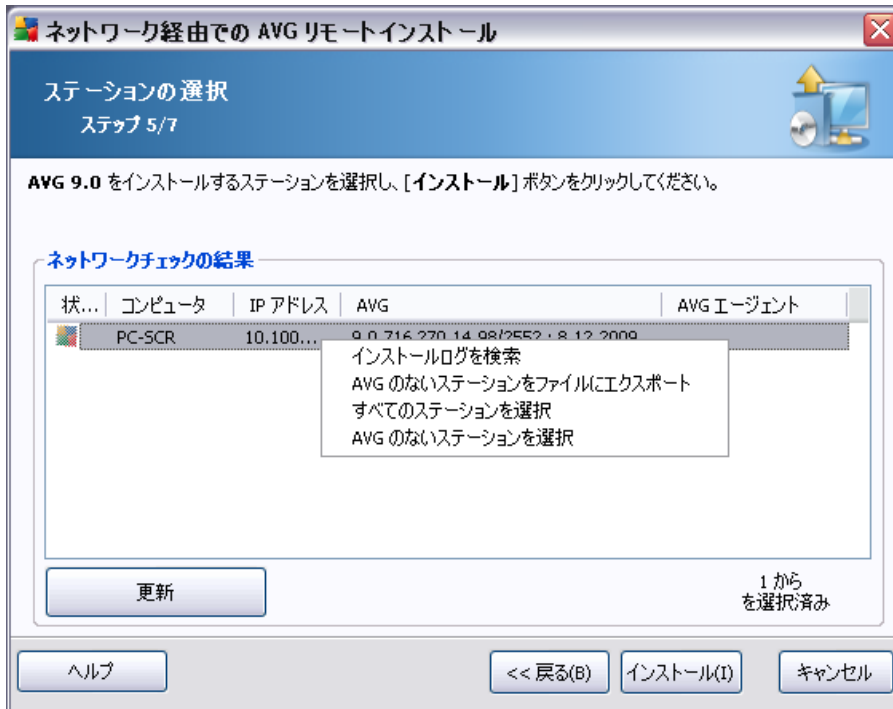 ネットワーク経由での AVG リモートインストール
ステーションの選択
ステップ 5/7
AVG 9.0 をインストールするステーションを選択し、[インストール] ボタンをクリックしてください。
ネットワークチェックの結果
状... コンピュータ IP アドレス AVG AVG エージェント
PC-SCR 10.100... 9.0.716.270.14.98/2552 : 8.12.2009
インストールログを検索
AVG のないステーションをファイルにエクスポート
すべてのステーションを選択
AVG のないステーションを選択
更新
1 から
を選択済み
ヘルプ
<< 戻る(B)
インストール(I)
キャンセル